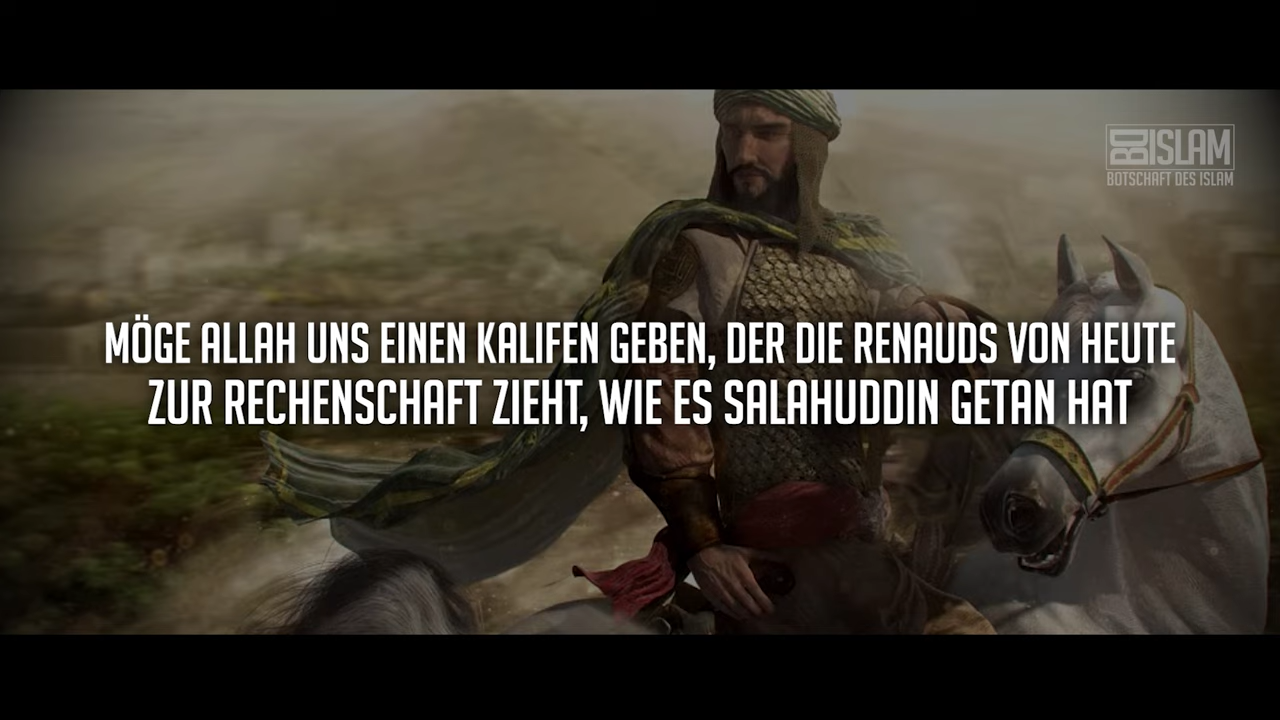 BD ISLAM
BOTSCHAFT DES ISLAM
MÖGE ALLAH UNS EINEN KALIFEN GEBEN, DER DIE RENAUDS VON HEUTE
ZUR RECHENSCHAFT ZIEHT, WIE ES SALAHUDDIN GETAN HAT